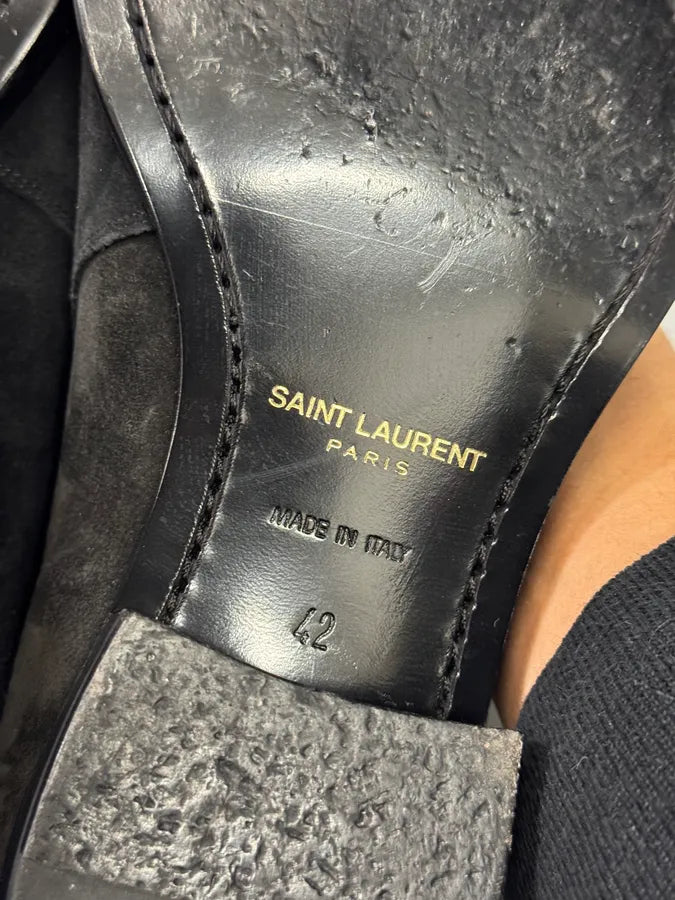 SAINT LAURENT
PARIS
MADE IN ITALY
42